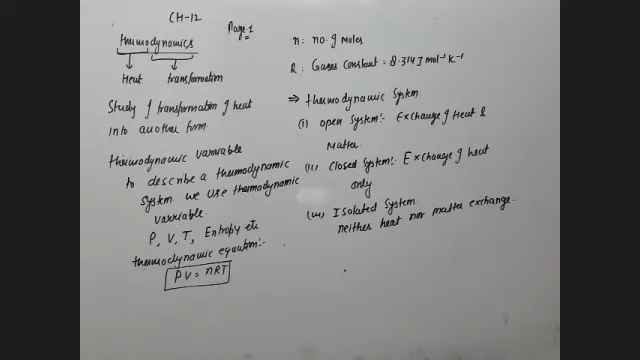 CH-12
Page-1
thermodynamics
Heat transformation
Study of transformation of heat
into another form.
thermodynamic variable
to describe a thermodynamic
system we use thermodynamic
variable.
P, V, T, Entropy etc
thermodynamic equation:-
PV = nRT
n: no. of moles
R: Gases Constant = 8.314 J mol⁻¹ K⁻¹
⇒ thermodynamic System
(i) open System:- Exchange of Heat &
Matter.
(ii) Closed System:- Exchange of heat
only
(iii) Isolated System
neither heat nor matter exchange.